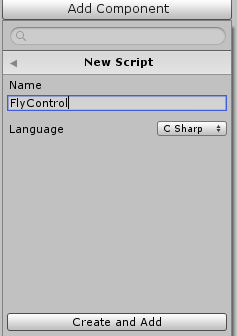 Add Component
New Script
Name
FlyControl
Language C Sharp
Create and Add